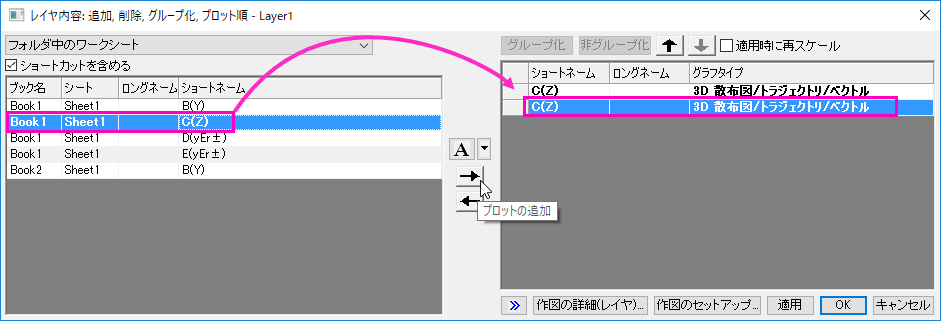 レイヤ内容: 追加, 削除, グループ化, プロット順 - Layer1
フォルダ中のワークシート
ショートカットを含める
ブック名 シート ロングネーム ショートネーム
Book1 Sheet1 B(Y)
Book1 Sheet1 C(Z)
Book1 Sheet1 D(yEr±)
Book1 Sheet1 E(yEr±)
Book2 Sheet1 B(Y)
A
プロットの追加
グループ化 非グループ化 適用時に再スケール
ショートネーム ロングネーム グラフタイプ
C(Z) 3D 散布図/トラジェクトリ/ベクトル
C(Z) 3D 散布図/トラジェクトリ/ベクトル
作図の詳細(レイヤ)... 作図のセットアップ... 適用 OK キャンセル